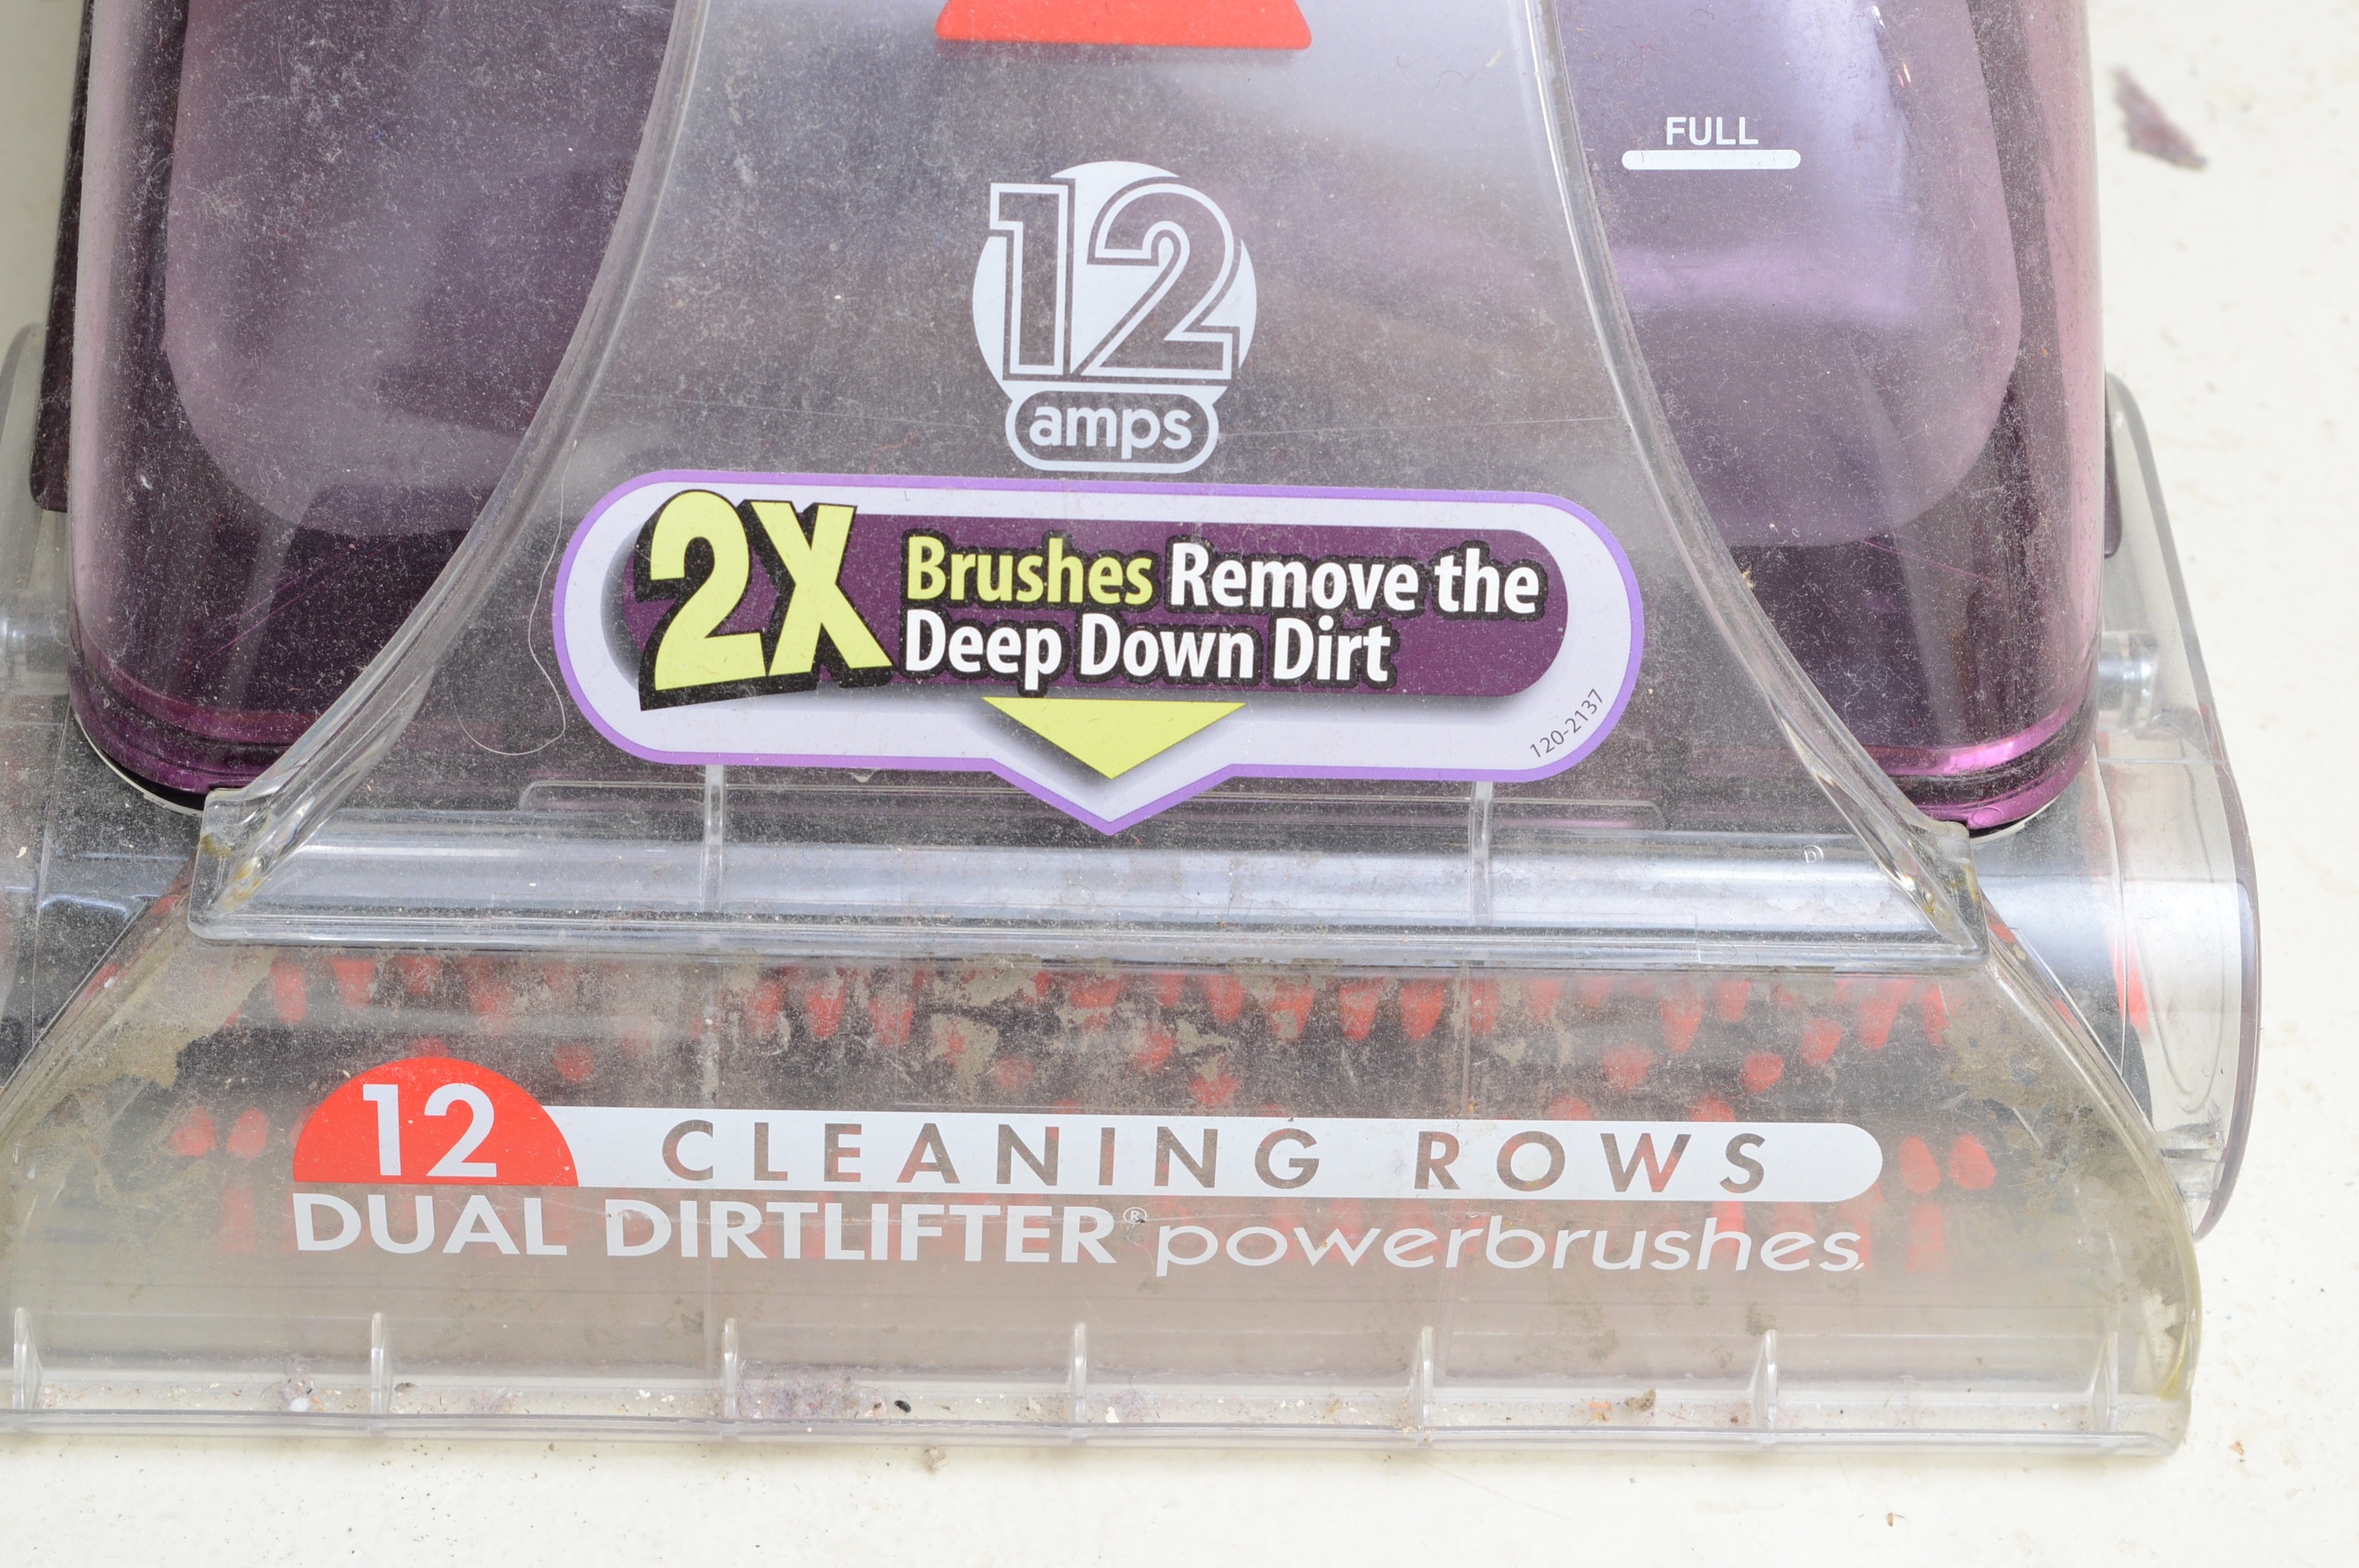 FULL
12
amps
2X Brushes Remove the
Deep Down Dirt
120-2137
12 CLEANING ROWS
DUAL DIRTLIFTER® powerbrushes